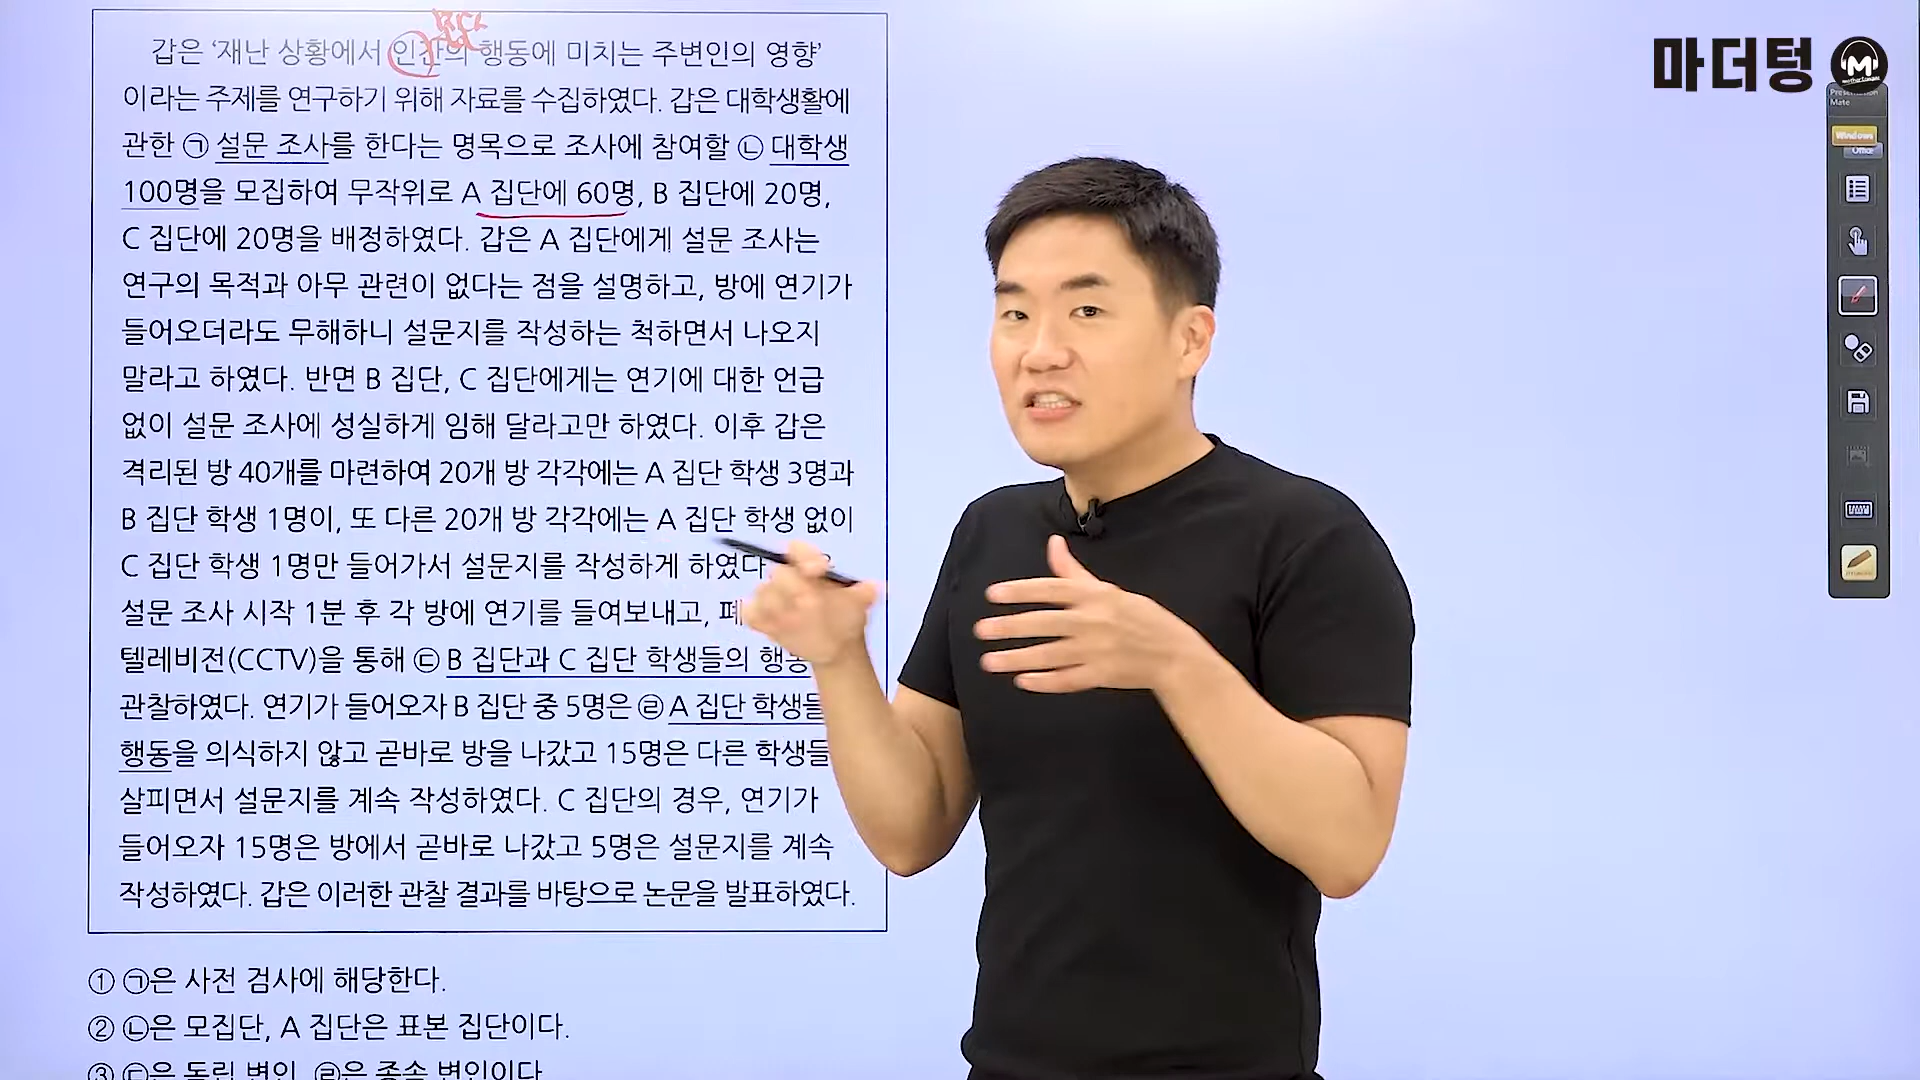 마더텅
M
Presentation
Mate
Windows
Office
갑은 ‘재난 상황에서 인간의 행동에 미치는 주변인의 영향’
이라는 주제를 연구하기 위해 자료를 수집하였다. 갑은 대학생활에
관한 ㉠ 설문 조사를 한다는 명목으로 조사에 참여할 ㉡ 대학생
100명을 모집하여 무작위로 A 집단에 60명, B 집단에 20명,
C 집단에 20명을 배정하였다. 갑은 A 집단에게 설문 조사는
연구의 목적과 아무 관련이 없다는 점을 설명하고, 방에 연기가
들어오더라도 무해하니 설문지를 작성하는 척하면서 나오지
말라고 하였다. 반면 B 집단, C 집단에게는 연기에 대한 언급
없이 설문 조사에 성실하게 임해 달라고만 하였다. 이후 갑은
격리된 방 40개를 마련하여 20개 방 각각에는 A 집단 학생 3명과
B 집단 학생 1명이, 또 다른 20개 방 각각에는 A 집단 학생 없이
C 집단 학생 1명만 들어가서 설문지를 작성하게 하였다
설문 조사 시작 1분 후 각 방에 연기를 들여보내고, 폐
텔레비전(CCTV)을 통해 ㉢ B 집단과 C 집단 학생들의 행동
관찰하였다. 연기가 들어오자 B 집단 중 5명은 ㉣ A 집단 학생들
행동을 의식하지 않고 곧바로 방을 나갔고 15명은 다른 학생들
살피면서 설문지를 계속 작성하였다. C 집단의 경우, 연기가
들어오자 15명은 방에서 곧바로 나갔고 5명은 설문지를 계속
작성하였다. 갑은 이러한 관찰 결과를 바탕으로 논문을 발표하였다.
① ㉠은 사전 검사에 해당한다.
② ㉡은 모집단, A 집단은 표본 집단이다.
③ ㉢은 독립 변인, ㉣은 종속 변인이다